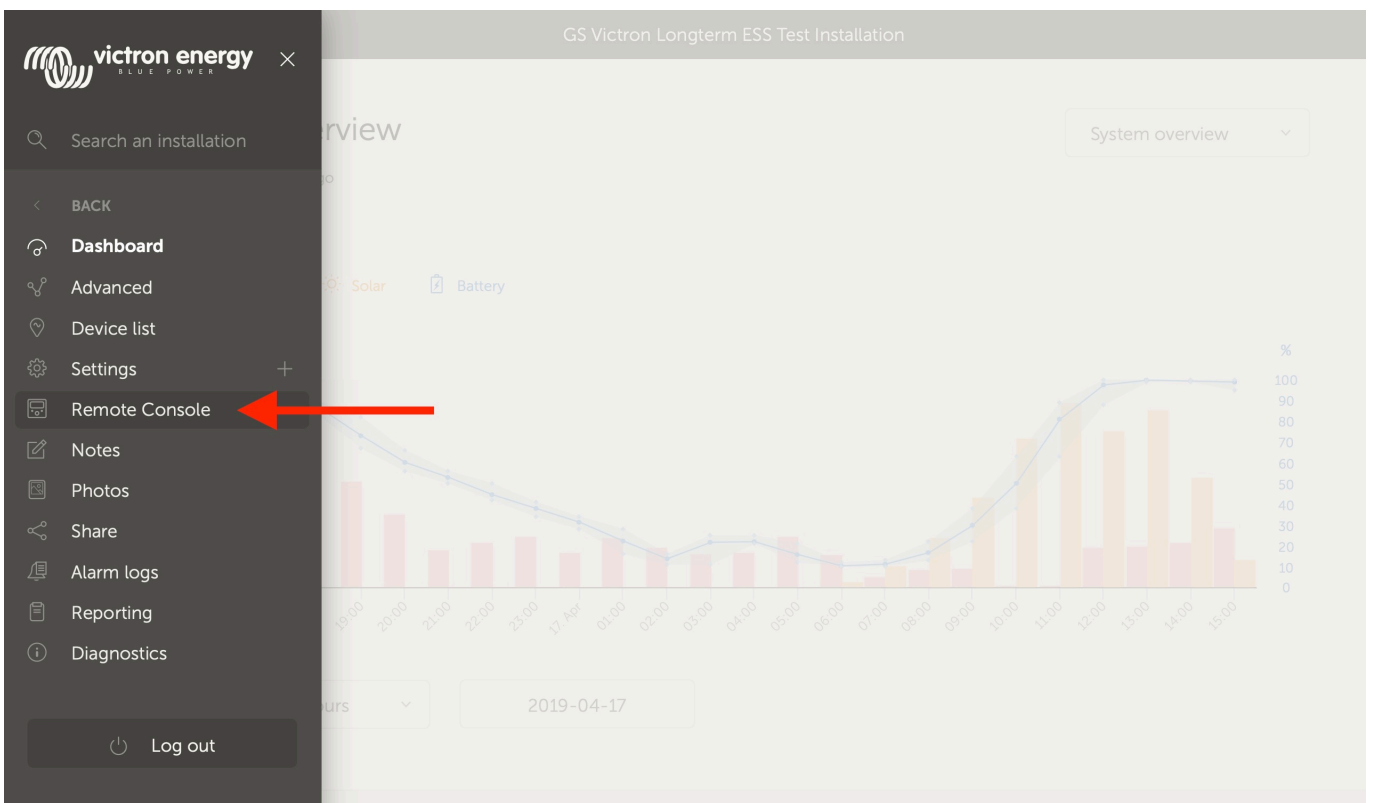 victron energy
BLUE POWER
GS Victron Longterm ESS Test Installation
Search an installation
rview
System overview
go
BACK
Dashboard
Advanced
Device list
Settings
Remote Console
Notes
Photos
Share
Alarm logs
Reporting
Diagnostics
Log out
Solar
Battery
%
100
90
80
70
60
50
40
30
20
10
0
19:00
20:00
21:00
22:00
23:00
17. Apr
01:00
02:00
03:00
04:00
05:00
06:00
07:00
08:00
09:00
10:00
11:00
12:00
13:00
14:00
15:00
urs
2019-04-17